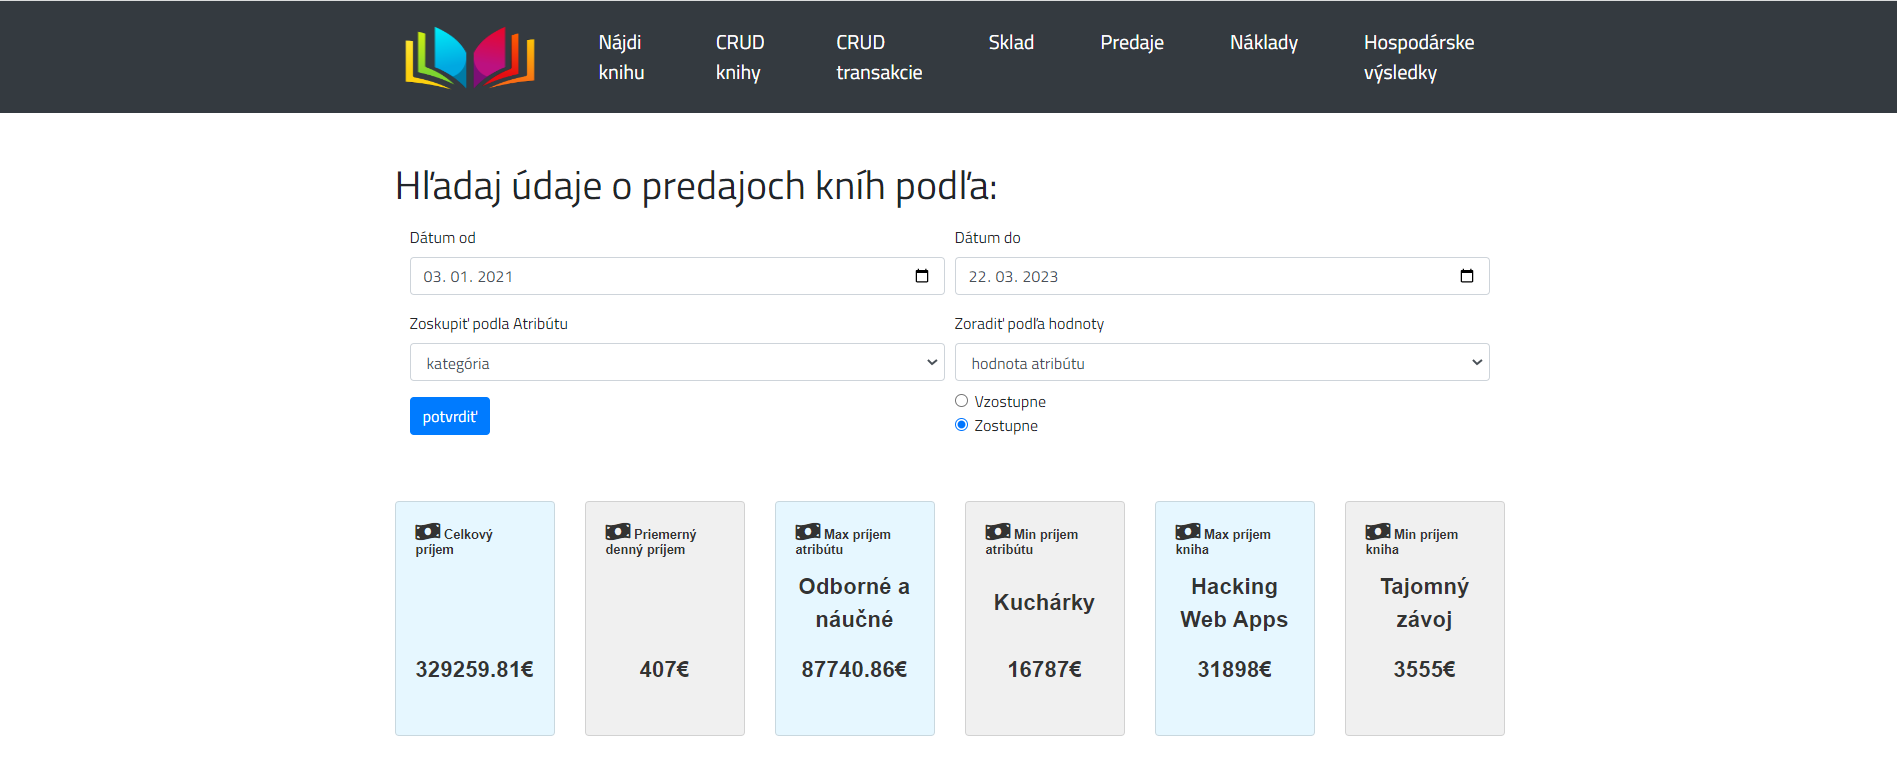 Nájdi
knihu
CRUD
knihy
CRUD
transakcie
Sklad
Predaje
Náklady
Hospodárske
výsledky
Hľadaj údaje o predajoch kníh podľa:
Dátum od
Dátum do
03. 01. 2021
22. 03. 2023
Zoskupiť podla Atribútu
Zoradiť podľa hodnoty
kategória
hodnota atribútu
potvrdiť
Vzostupne
Zostupne
Celkový
príjem
329259.81€
Priemerný
denný príjem
407€
Max príjem
atribútu
Odborné a
náučné
87740.86€
Min príjem
atribútu
Kuchárky
16787€
Max príjem
kniha
Hacking
Web Apps
31898€
Min príjem
kniha
Tajomný
závoj
3555€